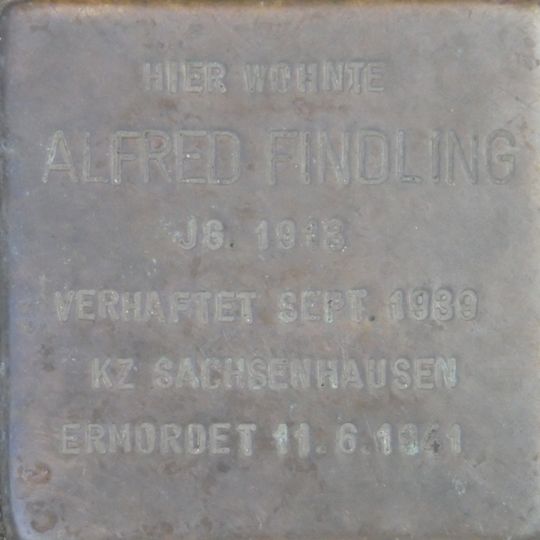 HIER WOHNTE
ALFRED FINDLING
JG. 1913
VERHAFTET SEPT. 1939
KZ SACHSENHAUSEN
ERMORDET 11.6.1941